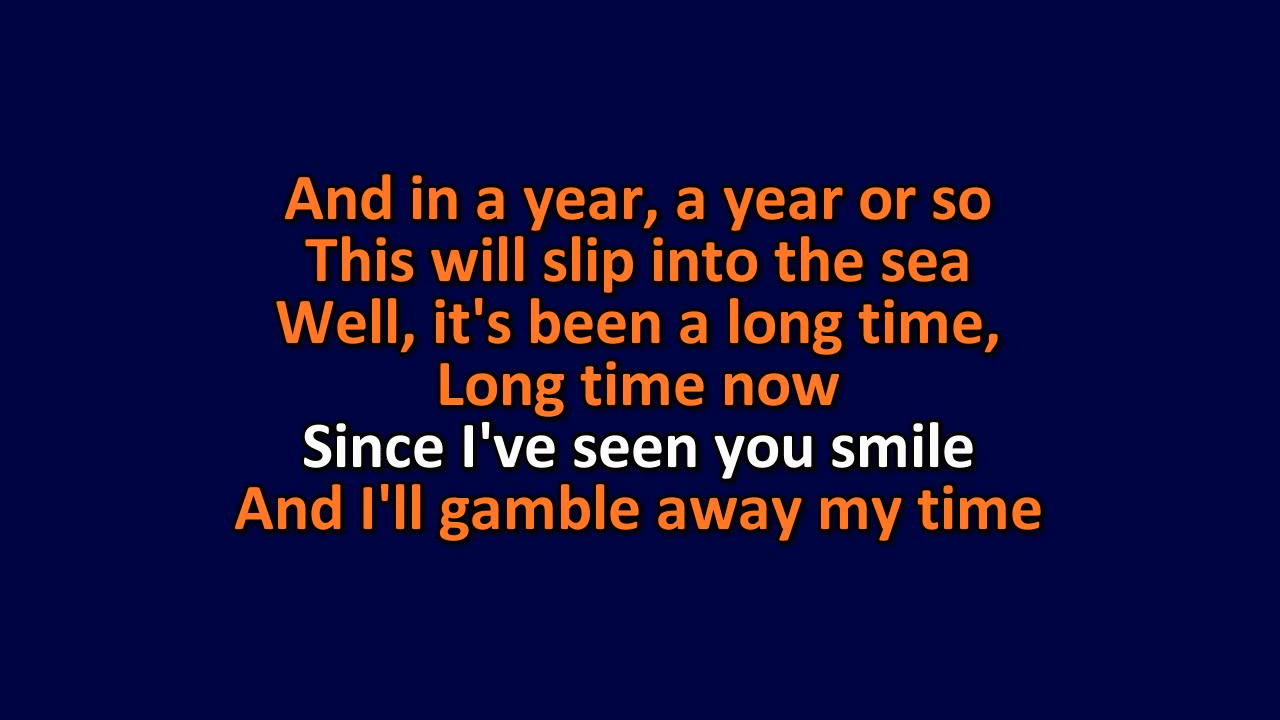 And in a year, a year or so
This will slip into the sea
Well, it's been a long time,
Long time now
Since I've seen you smile
And I'll gamble away my time